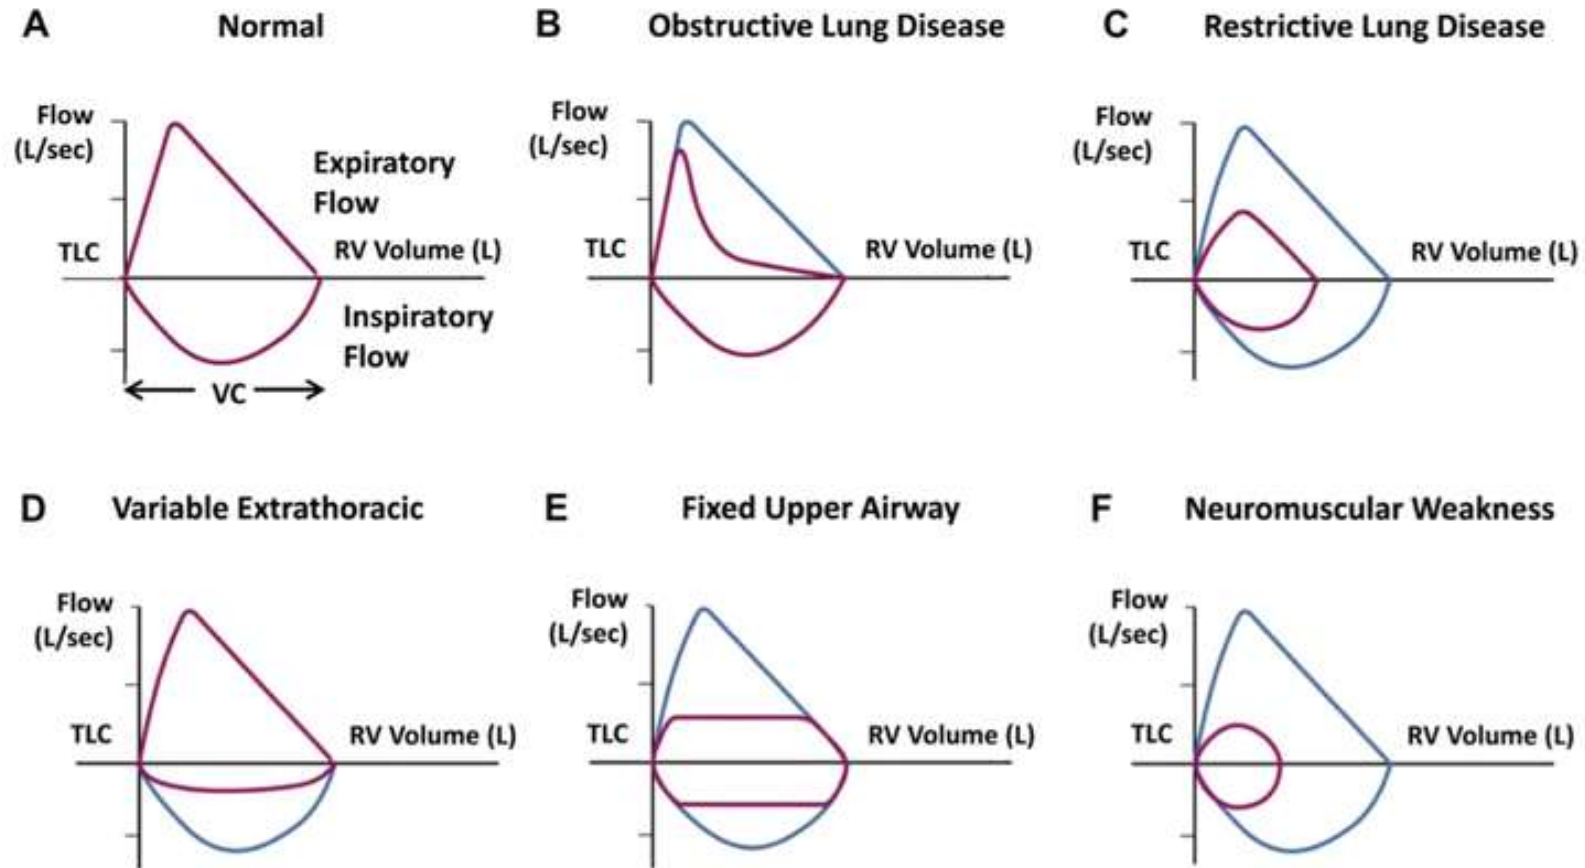 A Normal
Flow
(L/sec)
Expiratory
Flow
TLC
RV Volume (L)
Inspiratory
Flow
VC
B Obstructive Lung Disease
Flow
(L/sec)
TLC
RV Volume (L)
C Restrictive Lung Disease
Flow
(L/sec)
TLC
RV Volume (L)
D Variable Extrathoracic
Flow
(L/sec)
TLC
RV Volume (L)
E Fixed Upper Airway
Flow
(L/sec)
TLC
RV Volume (L)
F Neuromuscular Weakness
Flow
(L/sec)
TLC
RV Volume (L)